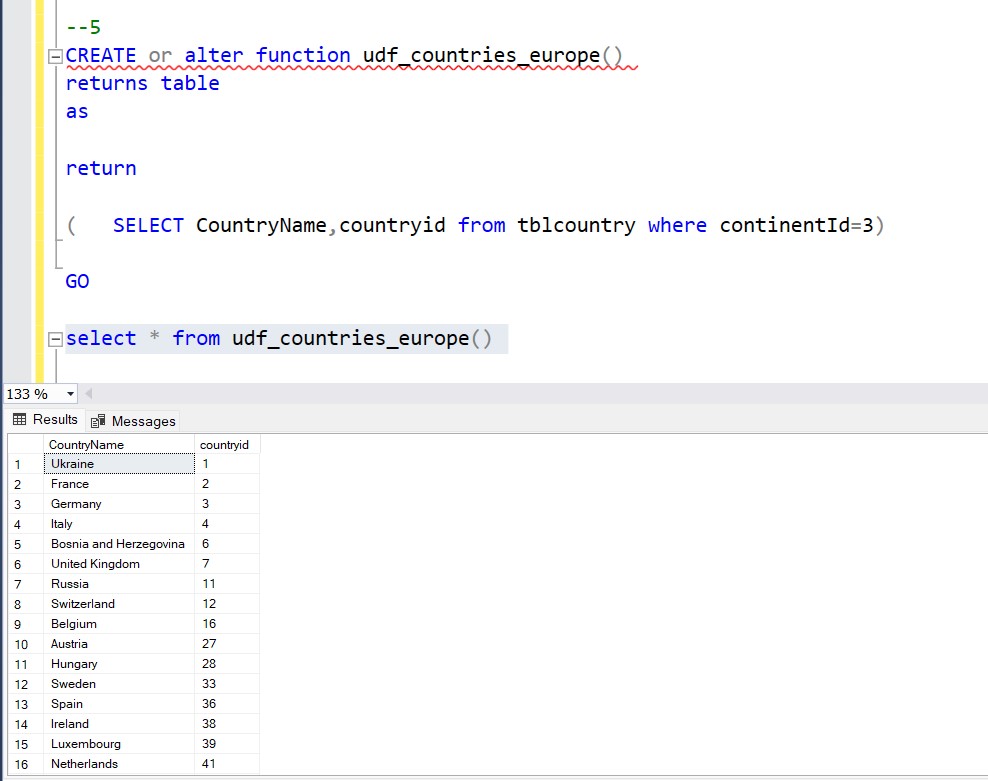 --5
CREATE or alter function udf_countries_europe()
returns table
as
return
(   SELECT CountryName,countryid from tblcountry where continentId=3)
GO
select * from udf_countries_europe()
133 %
Results Messages
CountryName countryid
1 Ukraine 1
2 France 2
3 Germany 3
4 Italy 4
5 Bosnia and Herzegovina 6
6 United Kingdom 7
7 Russia 11
8 Switzerland 12
9 Belgium 16
10 Austria 27
11 Hungary 28
12 Sweden 33
13 Spain 36
14 Ireland 38
15 Luxembourg 39
16 Netherlands 41